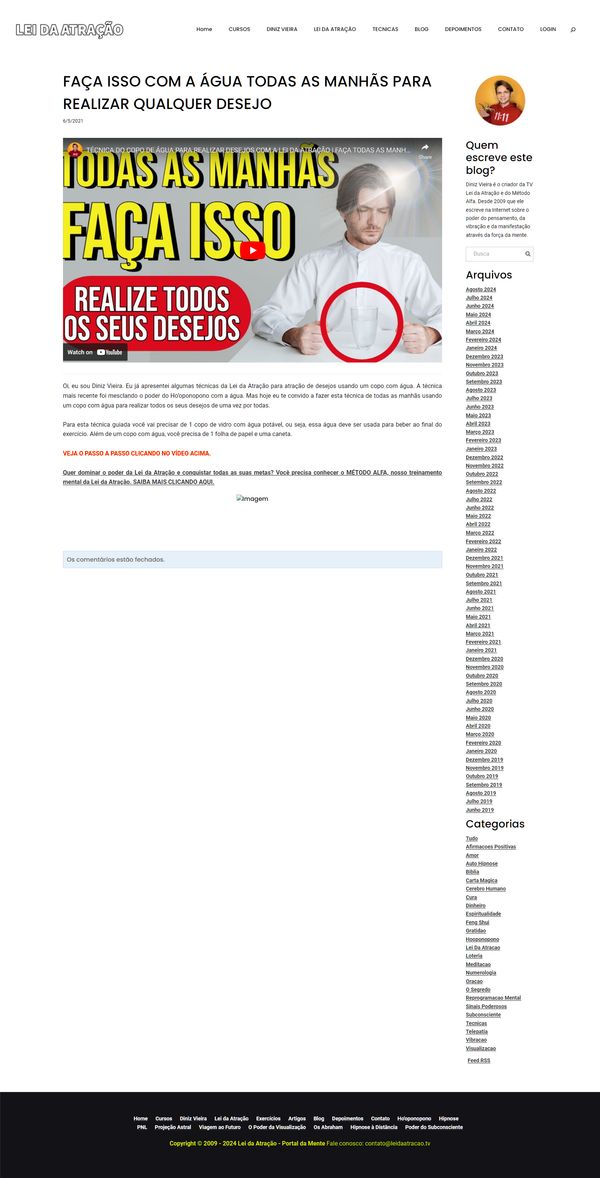 LEI DA ATRAÇÃO
Home CURSOS DINIZ VIEIRA LEI DA ATRAÇÃO TECNICAS BLOG DEPOIMENTOS CONTATO LOGIN
FAÇA ISSO COM A ÁGUA TODAS AS MANHÃS PARA
REALIZAR QUALQUER DESEJO
6/5/2021
TÉCNICA DO COPO DE ÁGUA PARA REALIZAR DESEJOS COM A LEI DA ATRAÇÃO | FAÇA TODAS AS MANH...
Share
TODAS AS MANHÃS
FAÇA ISSO
REALIZE TODOS
OS SEUS DESEJOS
Watch on YouTube
Oi, eu sou Diniz Vieira. Eu já apresentei algumas técnicas da Lei da Atração para atração de desejos usando um copo com água. A técnica
mais recente foi mesclando o poder do Ho'oponopono com a água. Mas hoje eu te convido a fazer esta técnica de todas as manhãs usando
um copo com água para realizar todos os seus desejos de uma vez por todas.
Para esta técnica guiada você vai precisar de 1 copo de vidro com água potável, ou seja, essa água deve ser usada para beber ao final do
exercício. Além de um copo com água, você precisa de 1 folha de papel e uma caneta.
VEJA O PASSO A PASSO CLICANDO NO VÍDEO ACIMA.
Quer dominar o poder da Lei da Atração e conquistar todas as suas metas? Você precisa conhecer o MÉTODO ALFA, nosso treinamento
mental da Lei da Atração. SAIBA MAIS CLICANDO AQUI.
Imagem
Os comentários estão fechados.
11:11
Quem
escreve este
blog?
Diniz Vieira é o criador da TV
Lei da Atração e do Método
Alfa. Desde 2009 que ele
escreve na Internet sobre o
poder do pensamento, da
vibração e da manifestação
através da força da mente.
Busca
Arquivos
Agosto 2024
Julho 2024
Junho 2024
Maio 2024
Abril 2024
Março 2024
Fevereiro 2024
Janeiro 2024
Dezembro 2023
Novembro 2023
Outubro 2023
Setembro 2023
Agosto 2023
Julho 2023
Junho 2023
Maio 2023
Abril 2023
Março 2023
Fevereiro 2023
Janeiro 2023
Dezembro 2022
Novembro 2022
Outubro 2022
Setembro 2022
Agosto 2022
Julho 2022
Junho 2022
Maio 2022
Abril 2022
Março 2022
Fevereiro 2022
Janeiro 2022
Dezembro 2021
Novembro 2021
Outubro 2021
Setembro 2021
Agosto 2021
Julho 2021
Junho 2021
Maio 2021
Abril 2021
Março 2021
Fevereiro 2021
Janeiro 2021
Dezembro 2020
Novembro 2020
Outubro 2020
Setembro 2020
Agosto 2020
Julho 2020
Junho 2020
Maio 2020
Abril 2020
Março 2020
Fevereiro 2020
Janeiro 2020
Dezembro 2019
Novembro 2019
Outubro 2019
Setembro 2019
Agosto 2019
Julho 2019
Junho 2019
Categorias
Tudo
Afirmacoes Positivas
Amor
Auto Hipnose
Biblia
Carta Magica
Cerebro Humano
Cura
Dinheiro
Espiritualidade
Feng Shui
Gratidao
Hooponopono
Lei Da Atracao
Loteria
Meditacao
Numerologia
Oracao
O Segredo
Reprogramacao Mental
Sinais Poderosos
Subconsciente
Tecnicas
Telepatia
Vibracao
Visualizacao
Feed RSS
Home Cursos Diniz Vieira Lei da Atração Exercícios Artigos Blog Depoimentos Contato Ho'oponopono Hipnose
PNL Projeção Astral Viagem ao Futuro O Poder da Visualização Os Abraham Hipnose à Distância Poder do Subconsciente
Copyright © 2009 - 2024 Lei da Atração - Portal da Mente Fale conosco: contato@leidaatracao.tv